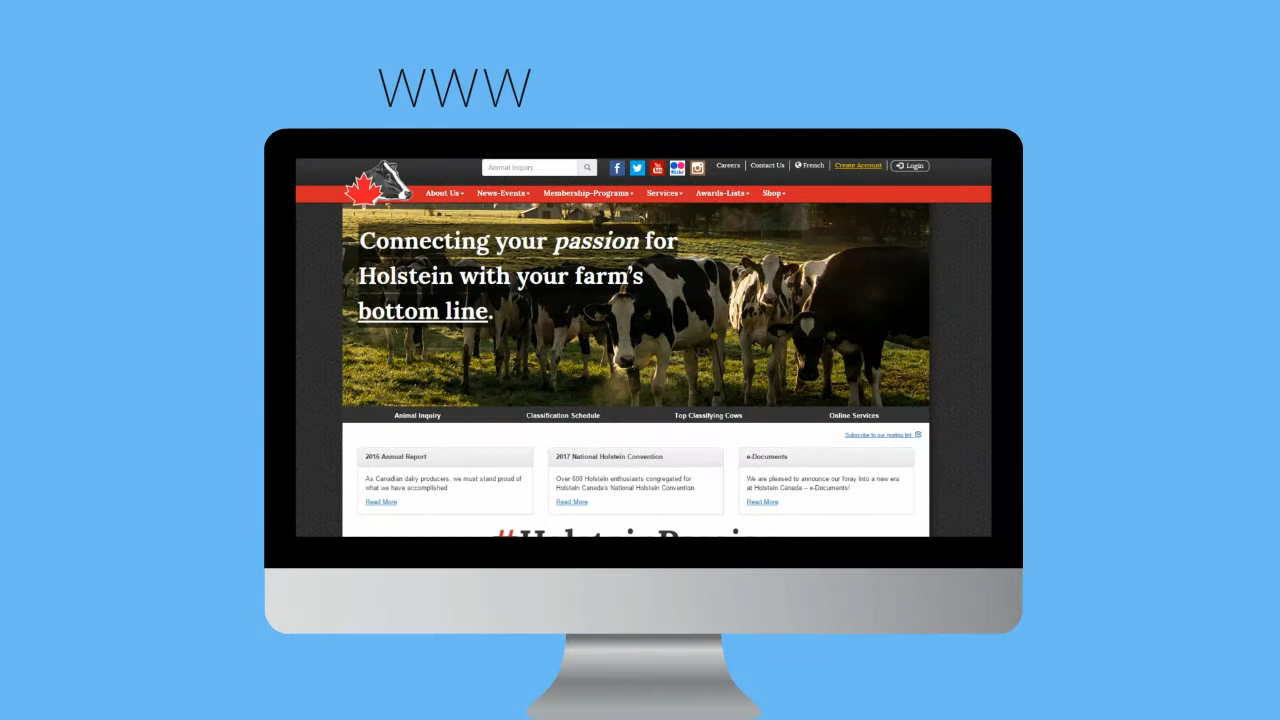 WWW
Animal Inquiry...
Careers
Contact Us
French
Create Account
Login
About Us
News-Events
Membership-Programs
Services
Awards-Lists
Shop
Connecting your passion for
Holstein with your farm's
bottom line.
Animal Inquiry
Classification Schedule
Top Classifying Cows
Online Services
Subscribe to our mailing list
2016 Annual Report
As Canadian dairy producers, we must stand proud of
what we have accomplished
Read More
2017 National Holstein Convention
Over 600 Holstein enthusiasts congregated for
Holstein Canada's National Holstein Convention.
Read More
e-Documents
We are pleased to announce our foray into a new era
at Holstein Canada – e-Documents!
Read More